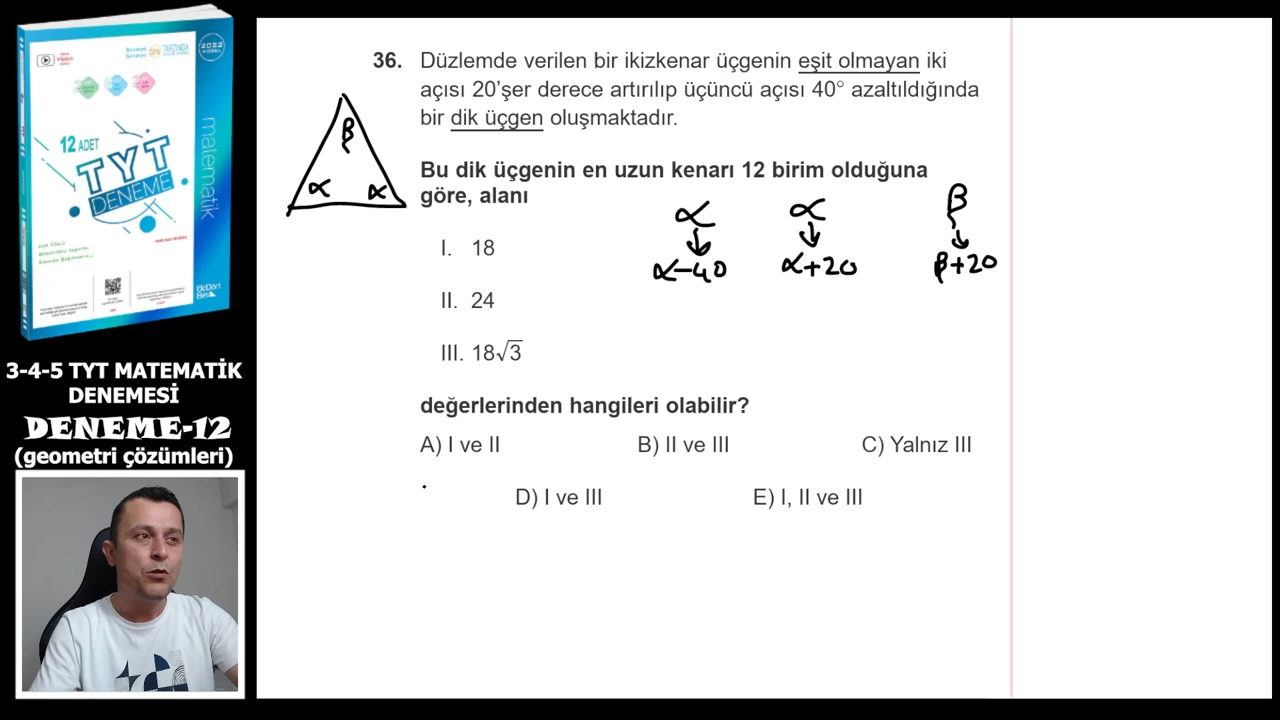 36. Düzlemde verilen bir ikizkenar üçgenin eşit olmayan iki
açısı 20'şer derece artırılıp üçüncü açısı 40° azaltıldığında
bir dik üçgen oluşmaktadır.
Bu dik üçgenin en uzun kenarı 12 birim olduğuna
göre, alanı
I. 18
II. 24
III. 18√3
değerlerinden hangileri olabilir?
A) I ve II
B) II ve III
C) Yalnız III
D) I ve III
E) I, II ve III
β
α α
α α β
α-40 α+20 β+20
2022
12 ADET
TYT
DENEME
matematik
3-4-5 TYT MATEMATİK
DENEMESİ
DENEME-12
(geometri çözümleri)